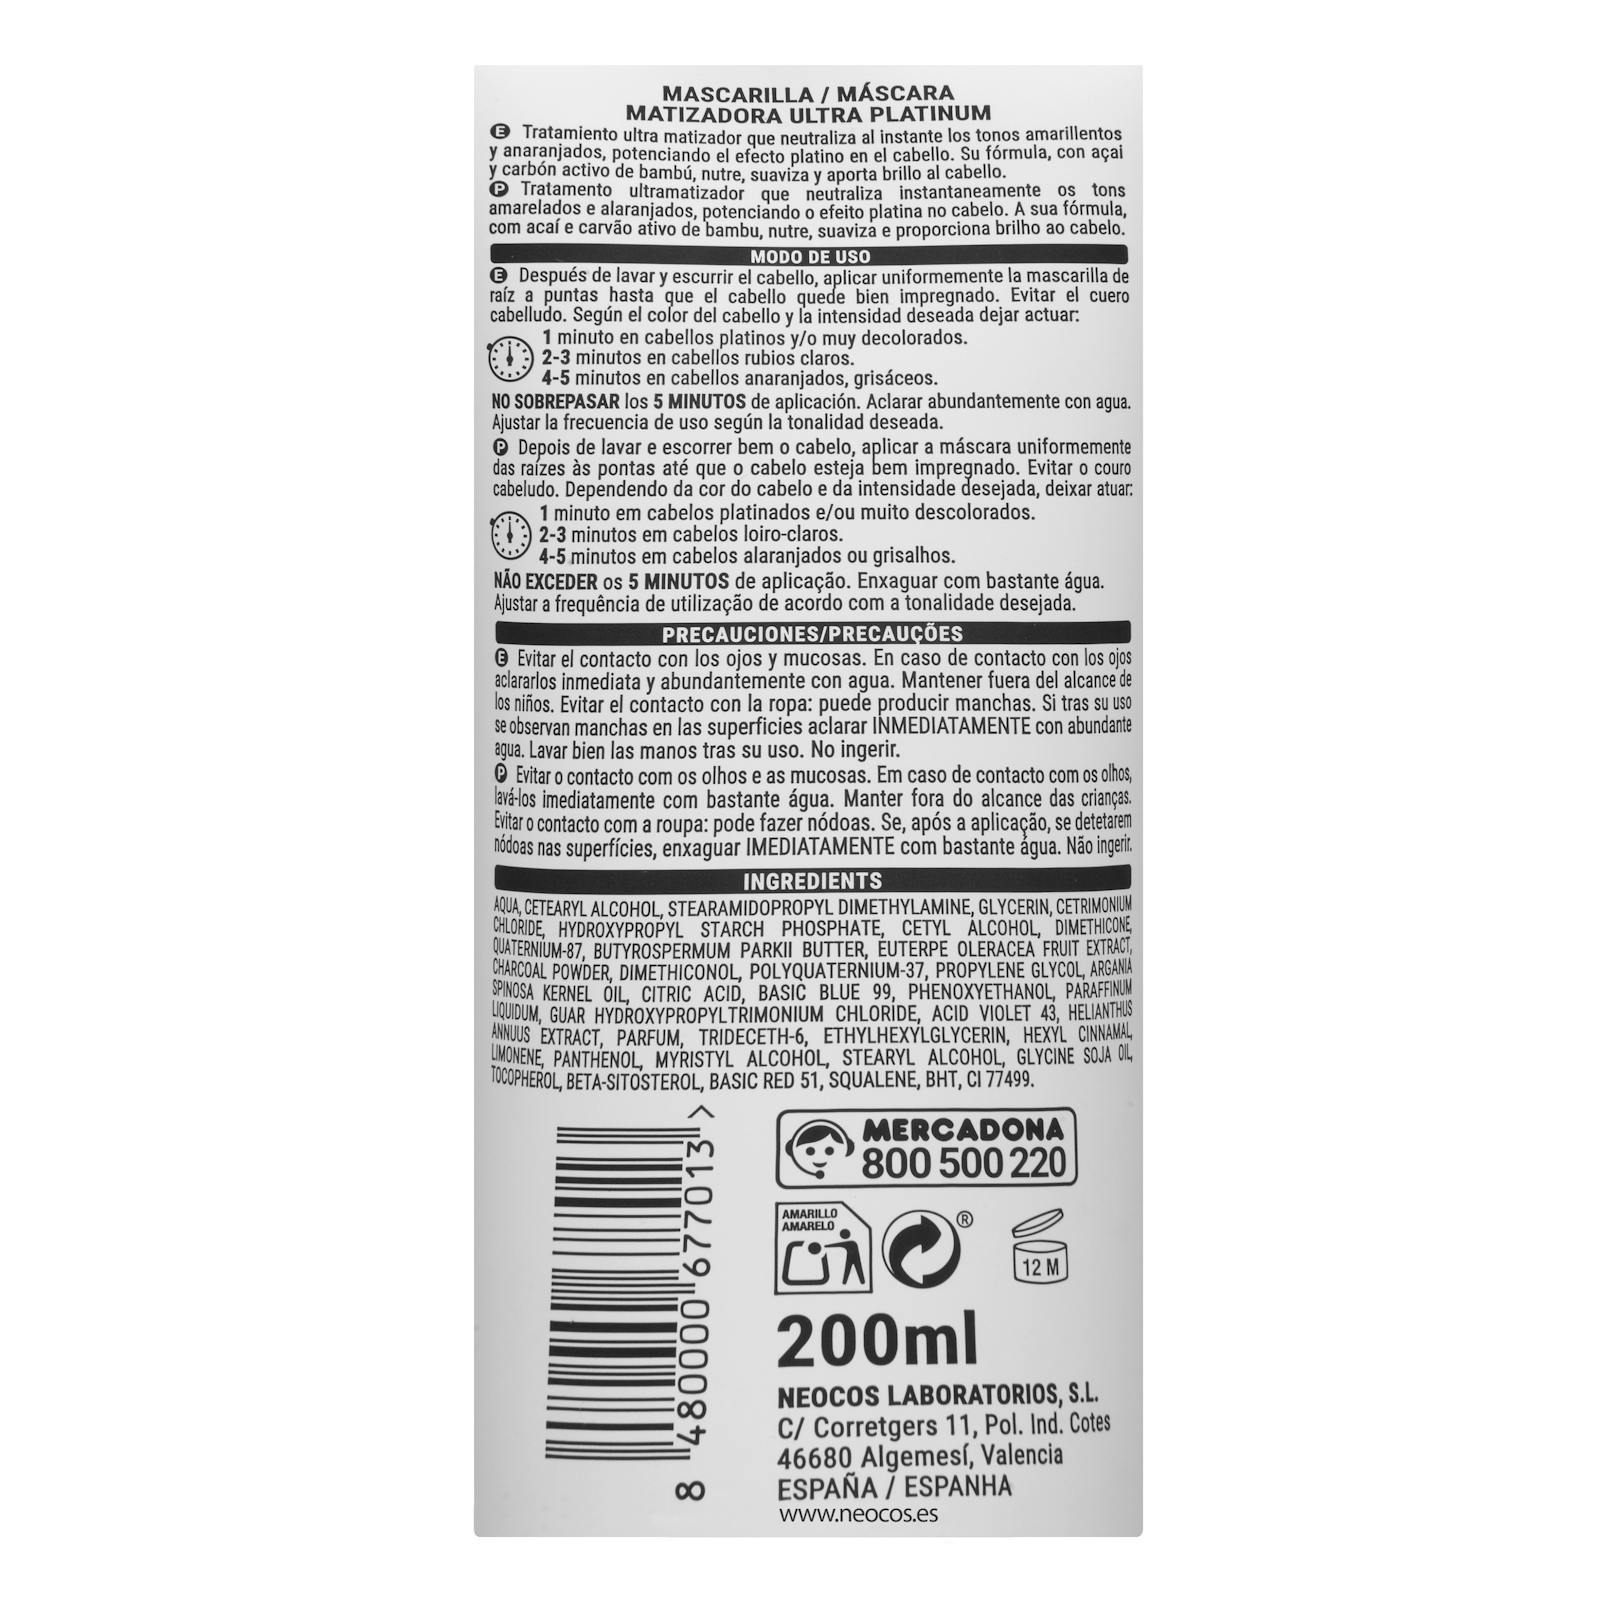 MASCARILLA / MÁSCARA
MATIZADORA ULTRA PLATINUM
E Tratamiento ultra matizador que neutraliza al instante los tonos amarillentos
y anaranjados, potenciando el efecto platino en el cabello. Su fórmula, con açai
y carbón activo de bambú, nutre, suaviza y aporta brillo al cabello.
P Tratamento ultramatizador que neutraliza instantaneamente os tons
amarelados e alaranjados, potenciando o efeito platina no cabelo. A sua fórmula,
com acaí e carvão ativo de bambu, nutre, suaviza e proporciona brilho ao cabelo.
MODO DE USO
E Después de lavar y escurrir el cabello, aplicar uniformemente la mascarilla de
raíz a puntas hasta que el cabello quede bien impregnado. Evitar el cuero
cabelludo. Según el color del cabello y la intensidad deseada dejar actuar:
1 minuto en cabellos platinos y/o muy decolorados.
2-3 minutos en cabellos rubios claros.
4-5 minutos en cabellos anaranjados, grisáceos.
NO SOBREPASAR los 5 MINUTOS de aplicación. Aclarar abundantemente con agua.
Ajustar la frecuencia de uso según la tonalidad deseada.
P Depois de lavar e escorrer bem o cabelo, aplicar a máscara uniformemente
das raízes às pontas até que o cabelo esteja bem impregnado. Evitar o couro
cabeludo. Dependendo da cor do cabelo e da intensidade desejada, deixar atuar:
1 minuto em cabelos platinados e/ou muito descolorados.
2-3 minutos em cabelos loiro-claros.
4-5 minutos em cabelos alaranjados ou grisalhos.
NÃO EXCEDER os 5 MINUTOS de aplicação. Enxaguar com bastante água.
Ajustar a frequência de utilização de acordo com a tonalidade desejada.
PRECAUCIONES/PRECAUÇÕES
E Evitar el contacto con los ojos y mucosas. En caso de contacto con los ojos
aclararlos inmediata y abundantemente con agua. Mantener fuera del alcance de
los niños. Evitar el contacto con la ropa: puede producir manchas. Si tras su uso
se observan manchas en las superficies aclarar INMEDIATAMENTE con abundante
agua. Lavar bien las manos tras su uso. No ingerir.
P Evitar o contacto com os olhos e as mucosas. Em caso de contacto com os olhos,
lavá-los imediatamente com bastante água. Manter fora do alcance das crianças.
Evitar o contacto com a roupa: pode fazer nódoas. Se, após a aplicação, se detetarem
nódoas nas superfícies, enxaguar IMEDIATAMENTE com bastante água. Não ingerir.
INGREDIENTS
AQUA, CETEARYL ALCOHOL, STEARAMIDOPROPYL DIMETHYLAMINE, GLYCERIN, CETRIMONIUM
CHLORIDE, HYDROXYPROPYL STARCH PHOSPHATE, CETYL ALCOHOL, DIMETHICONE,
QUATERNIUM-87, BUTYROSPERMUM PARKII BUTTER, EUTERPE OLERACEA FRUIT EXTRACT,
CHARCOAL POWDER, DIMETHICONOL, POLYQUATERNIUM-37, PROPYLENE GLYCOL, ARGANIA
SPINOSA KERNEL OIL, CITRIC ACID, BASIC BLUE 99, PHENOXYETHANOL, PARAFFINUM
LIQUIDUM, GUAR HYDROXYPROPYLTRIMONIUM CHLORIDE, ACID VIOLET 43, HELIANTHUS
ANNUUS EXTRACT, PARFUM, TRIDECETH-6, ETHYLHEXYLGLYCERIN, HEXYL CINNAMAL,
LIMONENE, PANTHENOL, MYRISTYL ALCOHOL, STEARYL ALCOHOL, GLYCINE SOJA OIL,
TOCOPHEROL, BETA-SITOSTEROL, BASIC RED 51, SQUALENE, BHT, CI 77499.
8 480000 677013 >
MERCADONA
800 500 220
AMARILLO
AMARELO
®
12 M
200ml
NEOCOS LABORATORIOS, S.L.
C/ Corretgers 11, Pol. Ind. Cotes
46680 Algemesí, Valencia
ESPAÑA / ESPANHA
www.neocos.es